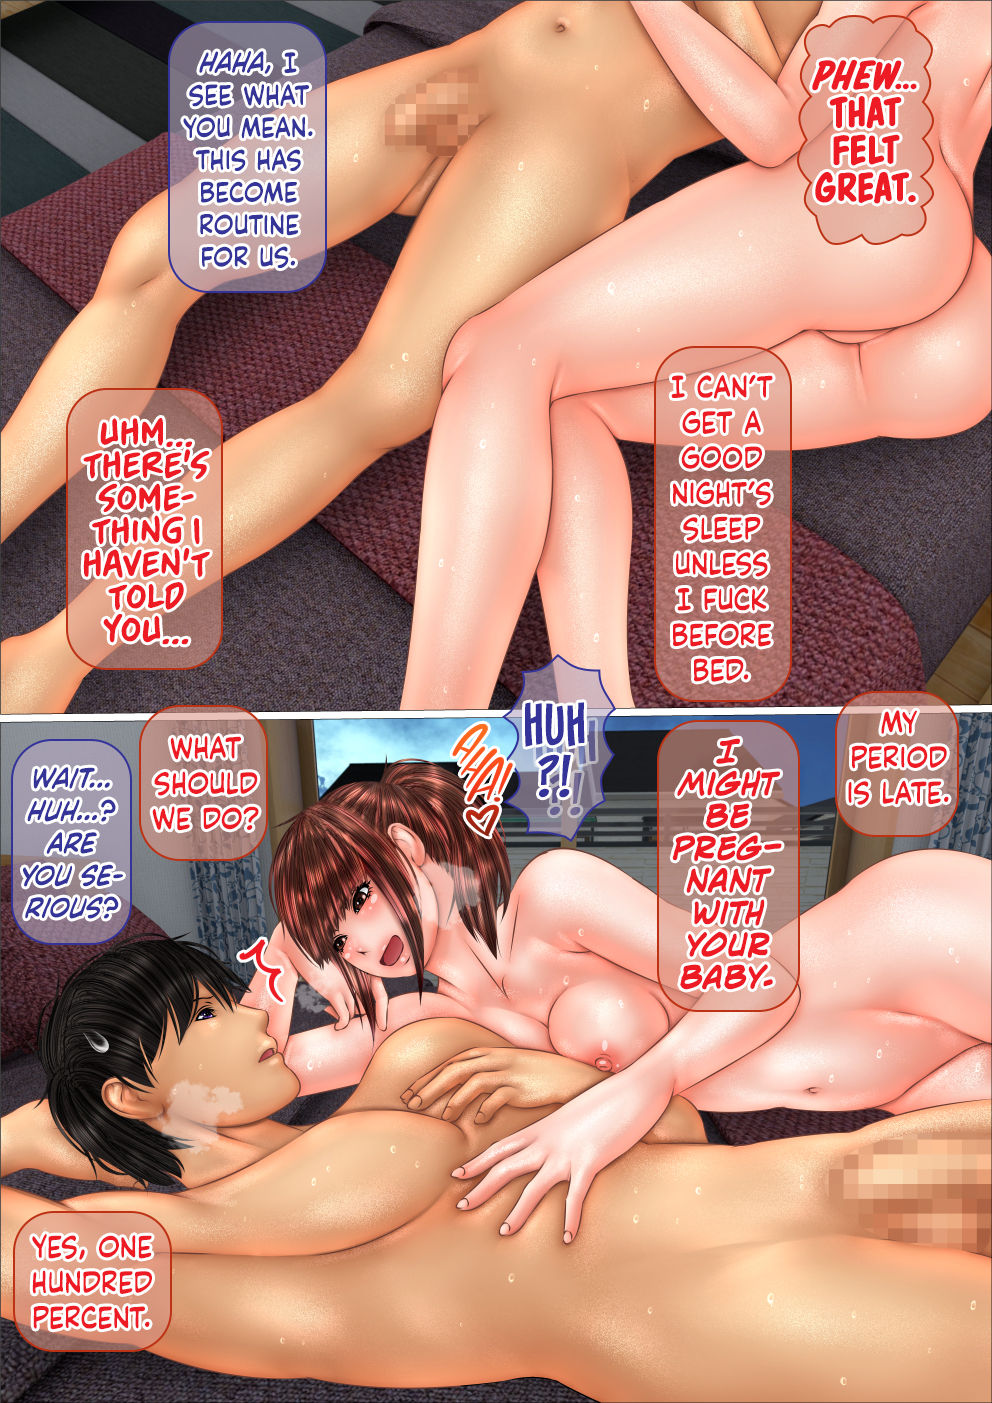 PHEW...
THAT
FELT
GREAT.
HAHA, I
SEE WHAT
YOU MEAN.
THIS HAS
BECOME
ROUTINE
FOR US.
I CAN'T
GET A
GOOD
NIGHT'S
SLEEP
UNLESS
I FUCK
BEFORE
BED.
UHM...
THERE'S
SOME-
THING I
HAVEN'T
TOLD
YOU...
MY
PERIOD
IS LATE.
I
MIGHT
BE
PREG-
NANT
WITH
YOUR
BABY.
HUH
?!
AHA!
WHAT
SHOULD
WE DO?
WAIT...
HUH...?
ARE
YOU SE-
RIOUS?
YES, ONE
HUNDRED
PERCENT.